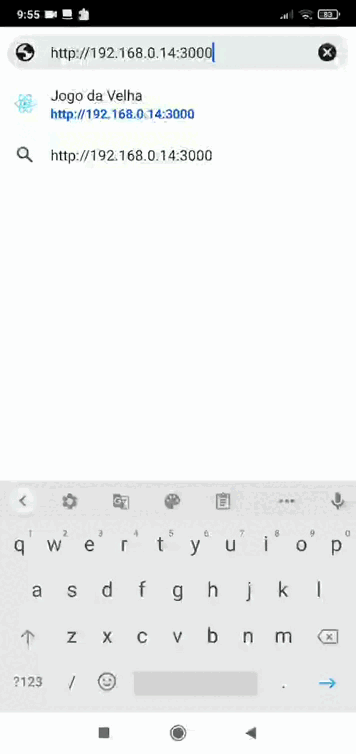 9:55
83
http://192.168.0.14:3000
Jogo da Velha
http://192.168.0.14:3000
http://192.168.0.14:3000
1 2 3 4 5 6 7 8 9 0
q w e r t y u i o p
a s d f g h j k l
z x c v b n m
?123 / .